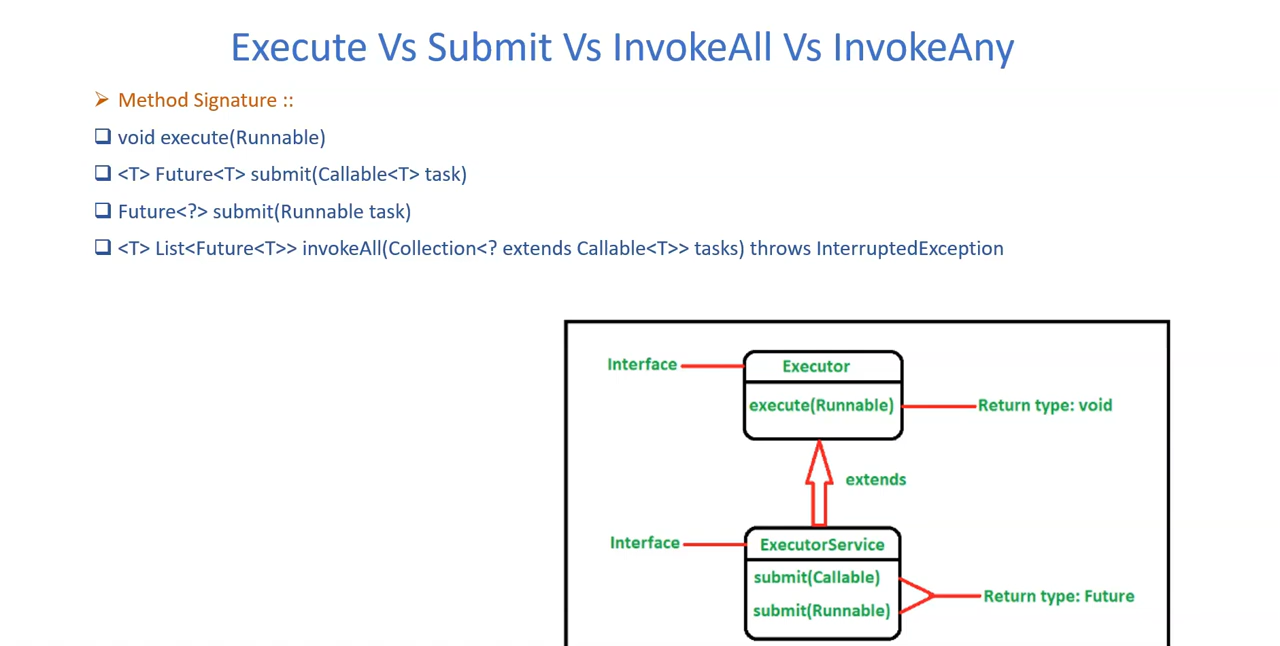 Execute Vs Submit Vs InvokeAll Vs InvokeAny
Method Signature ::
void execute(Runnable)
<T> Future<T> submit(Callable<T> task)
Future<?> submit(Runnable task)
<T> List<Future<T>> invokeAll(Collection<? extends Callable<T>> tasks) throws InterruptedException
Interface
Executor
execute(Runnable)
Return type: void
extends
Interface
ExecutorService
submit(Callable)
submit(Runnable)
Return type: Future